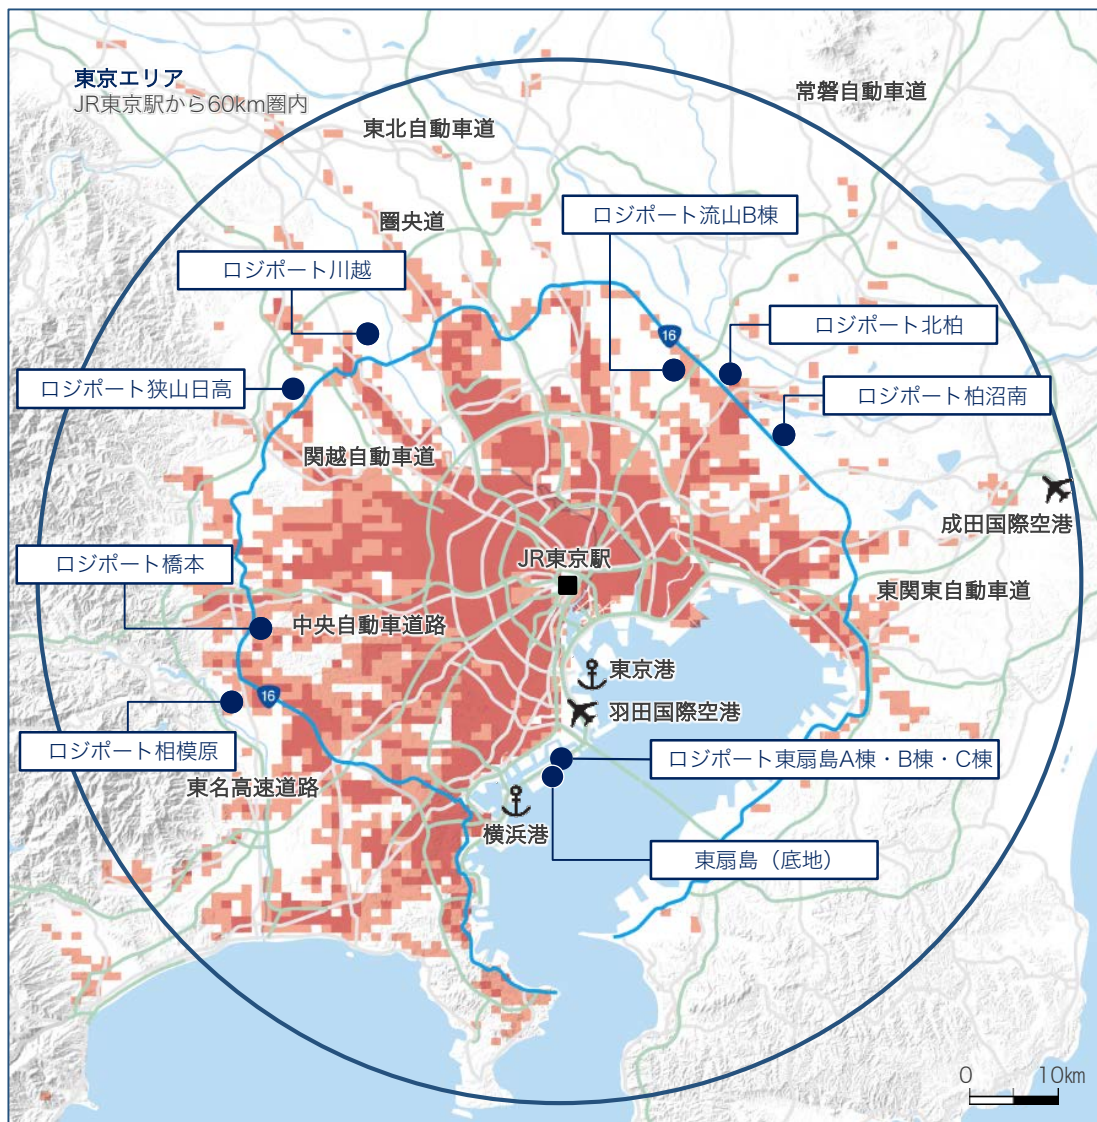 東京エリア
JR東京駅から60km圏内
常磐自動車道
東北自動車道
圏央道
ロジポート流山B棟
ロジポート川越
ロジポート北柏
16
ロジポート狭山日高
ロジポート柏沼南
関越自動車道
成田国際空港
JR東京駅
ロジポート橋本
東関東自動車道
中央自動車道路
東京港
16
羽田国際空港
ロジポート相模原
ロジポート東扇島A棟・B棟・C棟
東名高速道路
横浜港
東扇島（底地）
0 10km